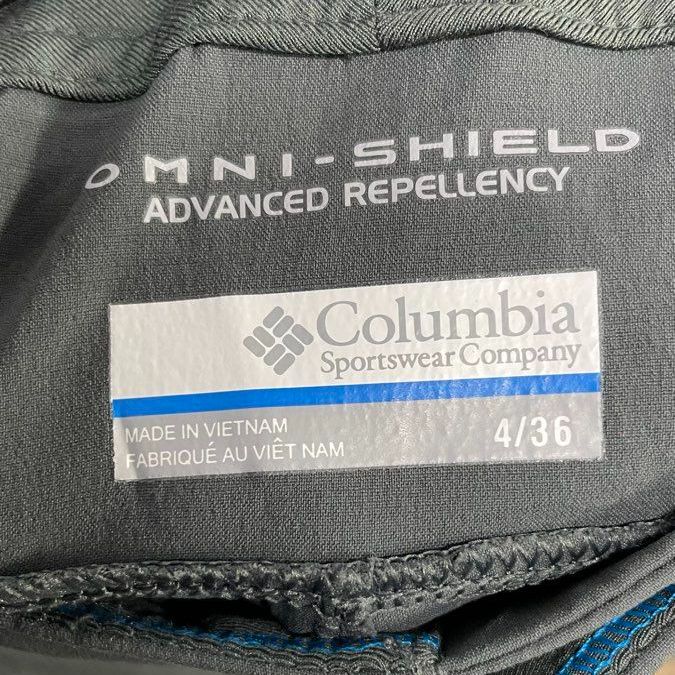 OMNI-SHIELD
ADVANCED REPELLENCY
Columbia
Sportswear Company
MADE IN VIETNAM
FABRIQUÉ AU VIÊT NAM
4/36